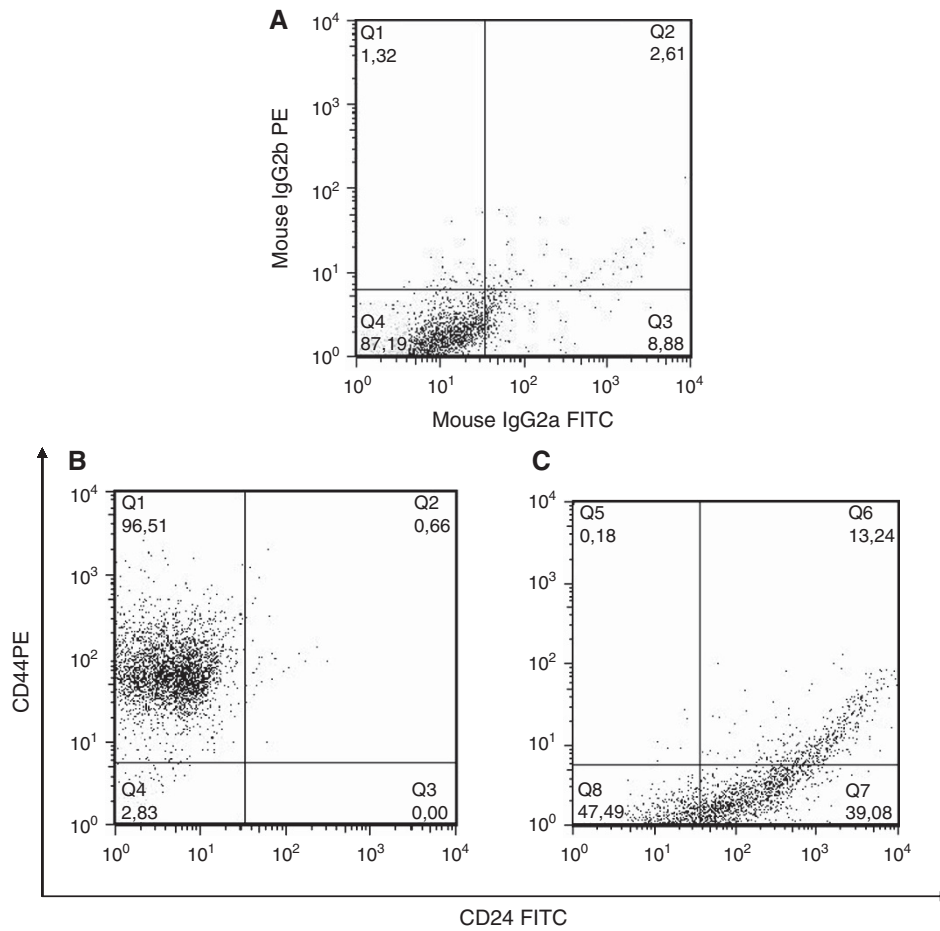 A
10⁴
Q1
1,32
Q2
2,61
10³
Mouse IgG2b PE
10²
10¹
Q4
87,19
Q3
8,88
10⁰
10⁰ 10¹ 10² 10³ 10⁴
Mouse IgG2a FITC
B
10⁴
Q1
96,51
Q2
0,66
10³
10²
10¹
Q4
2,83
Q3
0,00
10⁰
10⁰ 10¹ 10² 10³ 10⁴
C
10⁴
Q5
0,18
Q6
13,24
10³
10²
10¹
Q8
47,49
Q7
39,08
10⁰
10⁰ 10¹ 10² 10³ 10⁴
CD44PE
CD24 FITC